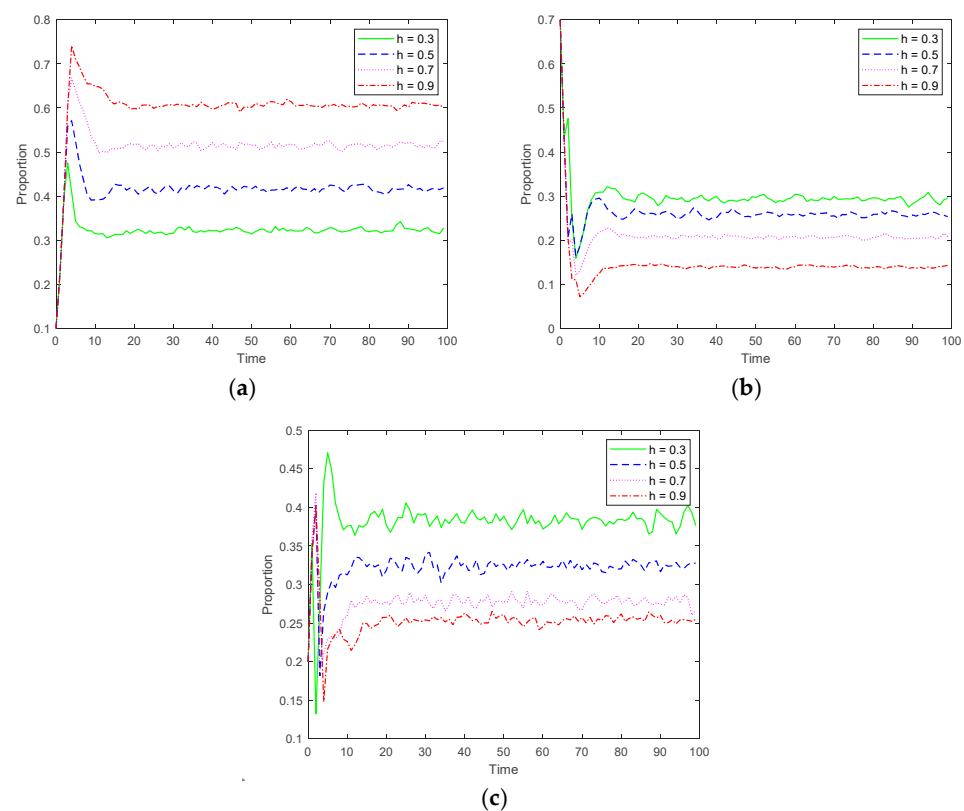 0.8
0.7
0.6
0.5
0.4
0.3
0.2
0.1
Proportion
0 10 20 30 40 50 60 70 80 90 100
Time
h = 0.3
h = 0.5
h = 0.7
h = 0.9
(a)
0.7
0.6
0.5
0.4
0.3
0.2
0.1
0
Proportion
0 10 20 30 40 50 60 70 80 90 100
Time
h = 0.3
h = 0.5
h = 0.7
h = 0.9
(b)
0.5
0.45
0.4
0.35
0.3
0.25
0.2
0.15
0.1
Proportion
0 10 20 30 40 50 60 70 80 90 100
Time
h = 0.3
h = 0.5
h = 0.7
h = 0.9
(c)